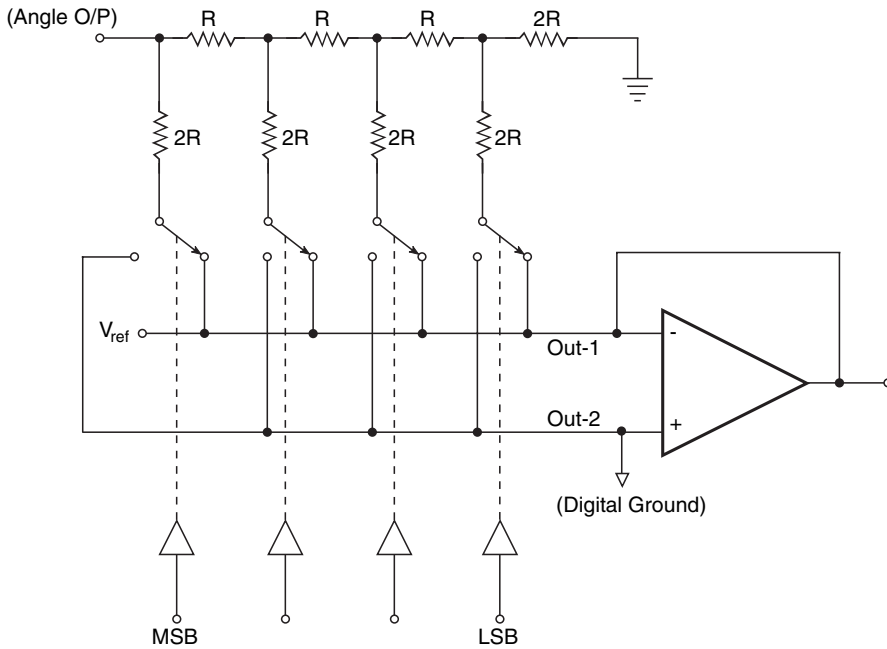 (Angle O/P)
R
R
R
2R
2R
2R
2R
2R
Vref
Out-1
-
Out-2
+
(Digital Ground)
MSB
LSB